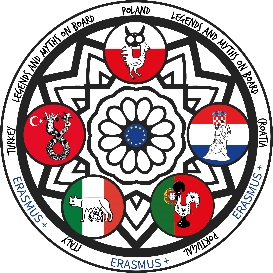 LEGENDS AND MYTHS ON BOARD
POLAND
LEGENDS AND MYTHS ON BOARD
CROATIA
ERASMUS +
PORTUGAL
ERASMUS +
ITALY
ERASMUS +
TURKEY